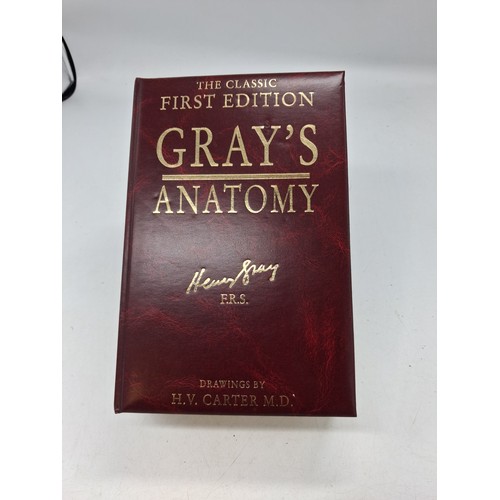 THE CLASSIC
FIRST EDITION
GRAY'S
ANATOMY
Henry Gray
F.R.S.
DRAWINGS BY
H.V. CARTER M.D.